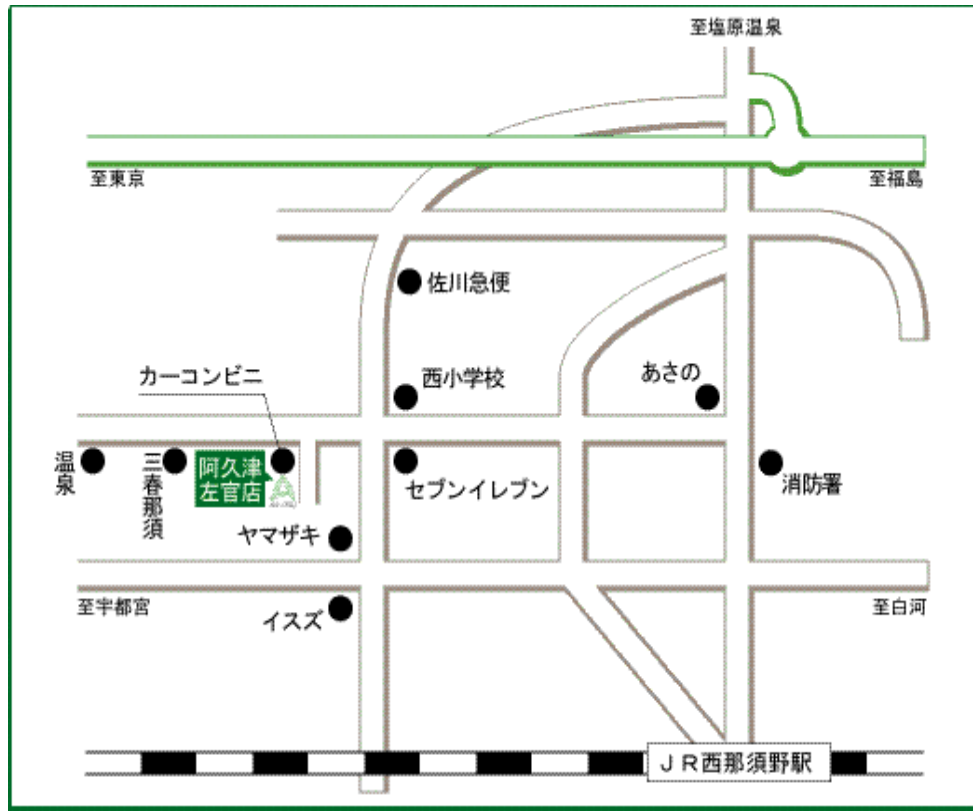 至塩原温泉
至東京
至福島
佐川急便
カーコンビニ
西小学校
あさの
温泉
三春那須
阿久津
左官店
セブンイレブン
消防署
ヤマザキ
至宇都宮
イスズ
至白河
JR西那須野駅